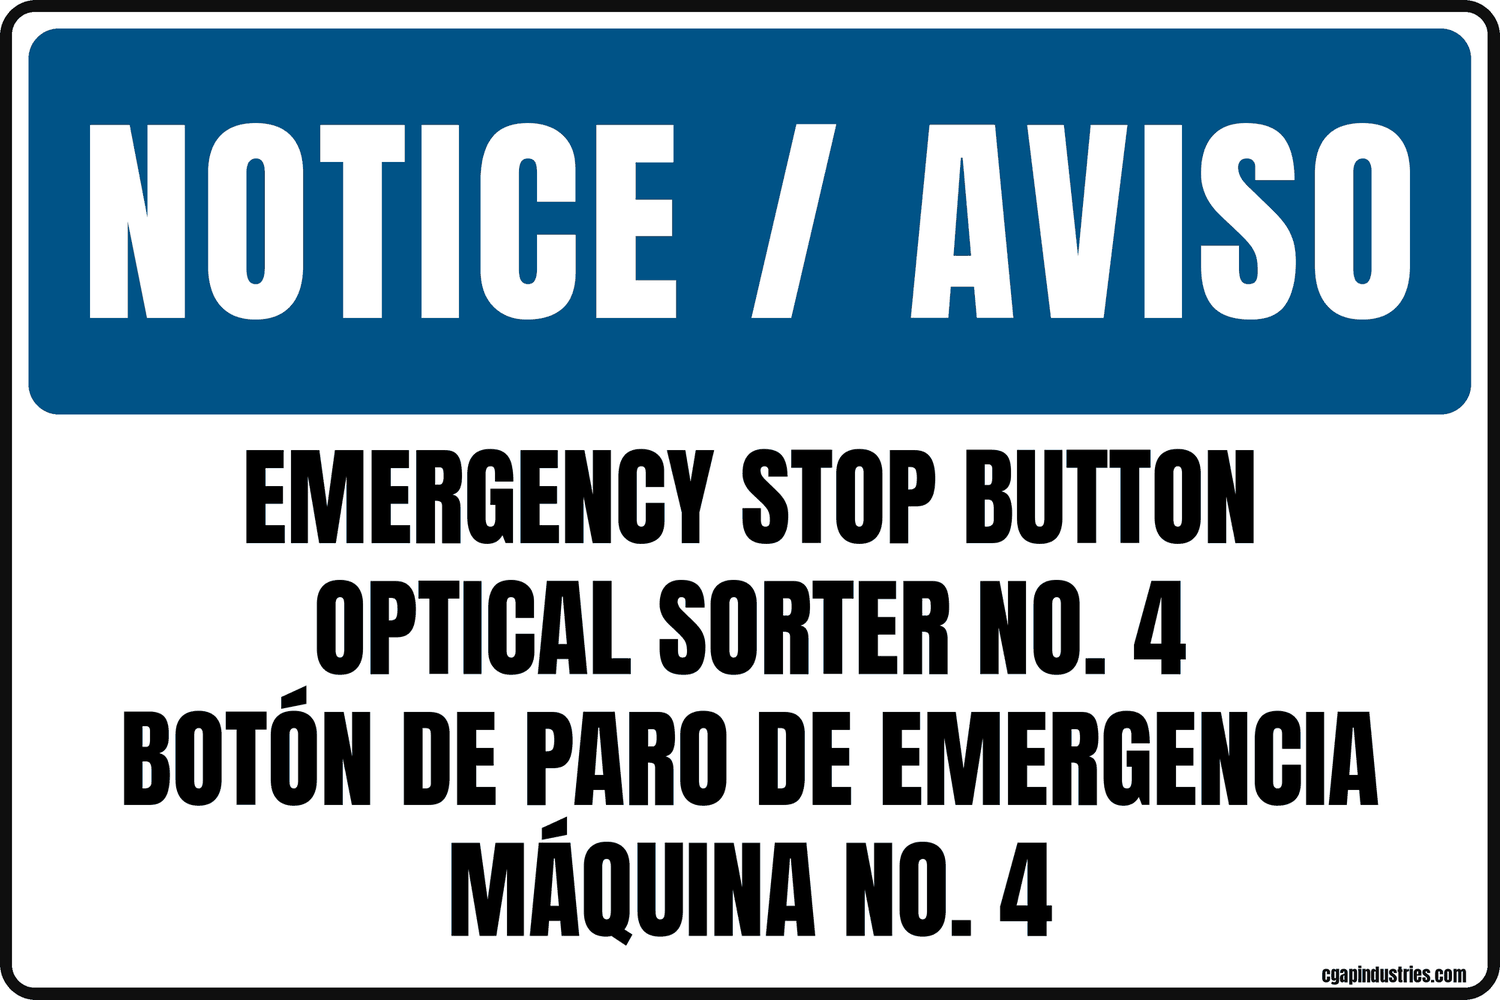 NOTICE / AVISO
EMERGENCY STOP BUTTON
OPTICAL SORTER NO. 4
BOTÓN DE PARO DE EMERGENCIA
MÁQUINA NO. 4
cgapindustries.com